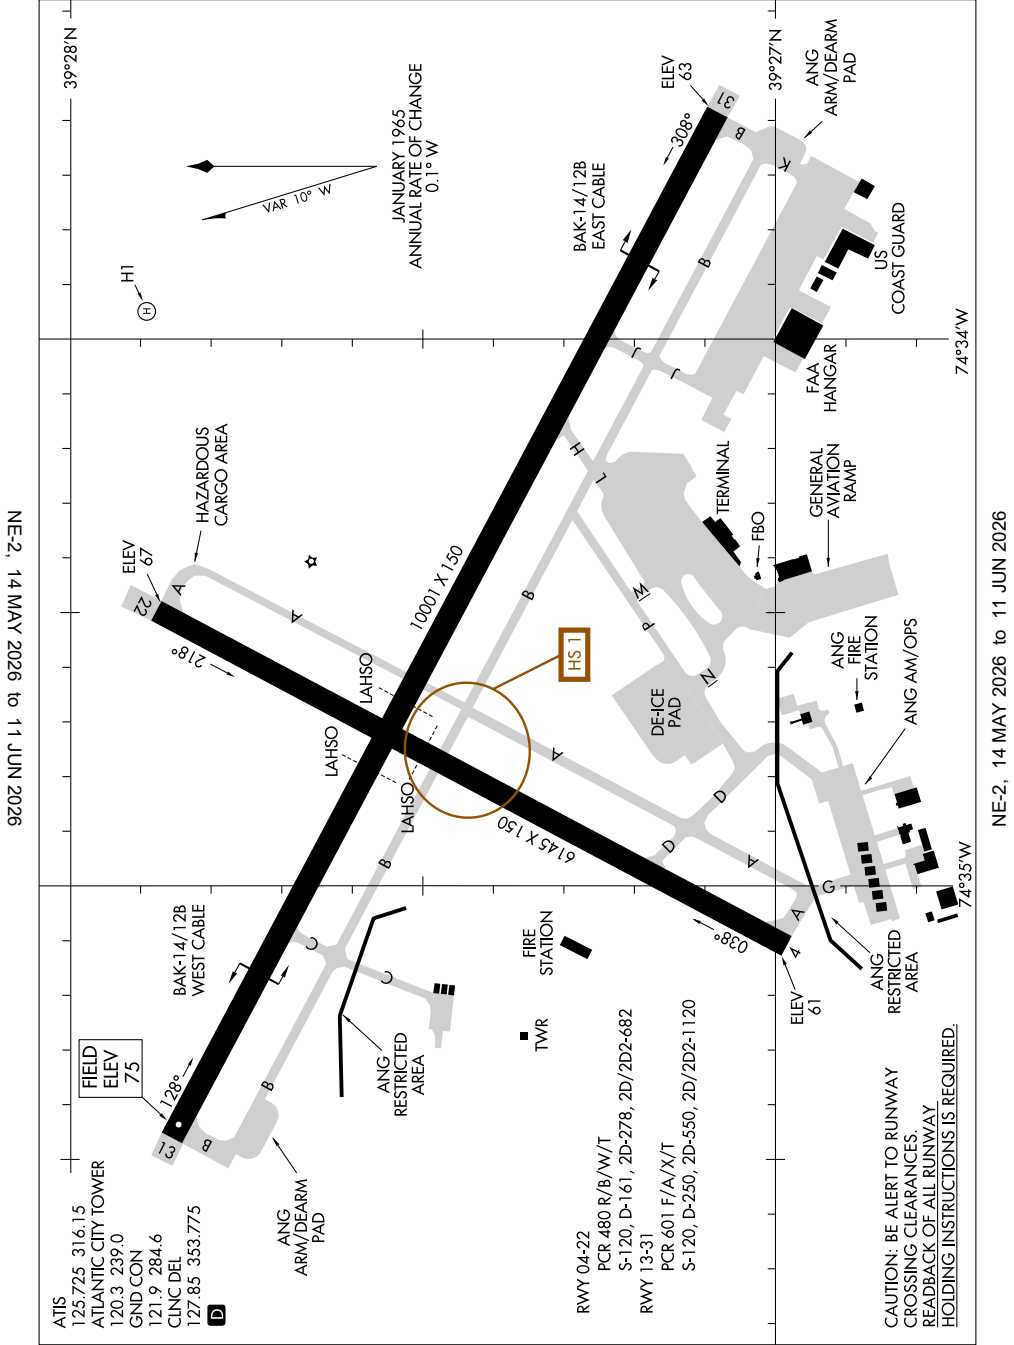 ATIS
125.725 316.15
ATLANTIC CITY TOWER
120.3 239.0
GND CON
121.9 284.6
CLNC DEL
127.85 353.775
D
FIELD
ELEV
75
13
128°
B
ANG
ARM/DEARM
PAD
B
BAK-14/12B
WEST CABLE
C
C
ANG
RESTRICTED
AREA
B
TWR
FIRE
STATION
LAHSO
LAHSO
LAHSO
HS 1
ELEV
67
22
218°
A
HAZARDOUS
CARGO AREA
A
10001 X 150
6145 X 150
B
H1
H
VAR 10° W
JANUARY 1965
ANNUAL RATE OF CHANGE
0.1° W
BAK-14/12B
EAST CABLE
ELEV
63
31
308°
B
K
ANG
ARM/DEARM
PAD
B
US
COAST GUARD
J
J
FAA
HANGAR
H
L
TERMINAL
FBO
GENERAL
AVIATION
RAMP
M
P
N
DE-ICE
PAD
A
D
D
A
ANG
FIRE
STATION
ANG AM/OPS
G
A
4
038°
ELEV
61
ANG
RESTRICTED
AREA
RWY 04-22
PCR 480 R/B/W/T
S-120, D-161, 2D-278, 2D/2D2-682
RWY 13-31
PCR 601 F/A/X/T
S-120, D-250, 2D-550, 2D/2D2-1120
CAUTION: BE ALERT TO RUNWAY
CROSSING CLEARANCES.
READBACK OF ALL RUNWAY
HOLDING INSTRUCTIONS IS REQUIRED.
39°28'N
39°27'N
74°34'W
74°35'W
NE-2, 14 MAY 2026 to 11 JUN 2026
NE-2, 14 MAY 2026 to 11 JUN 2026